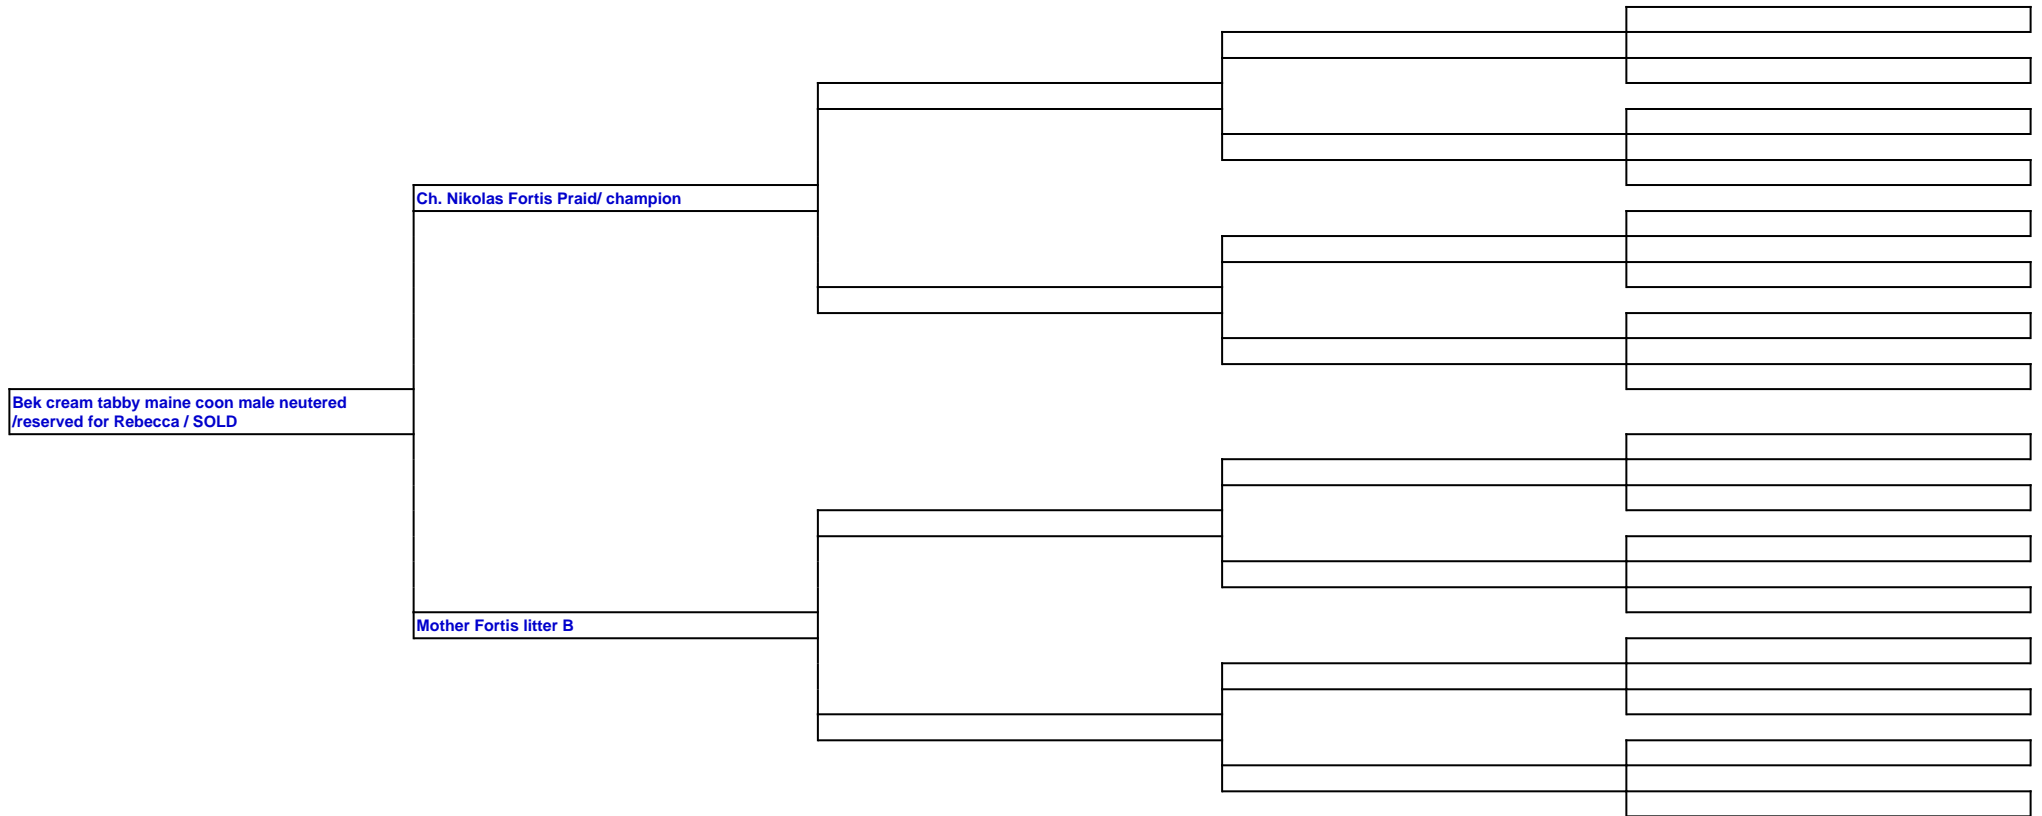 Ch. Nikolas Fortis Praid/ champion
Bek cream tabby maine coon male neutered
/reserved for Rebecca / SOLD
Mother Fortis litter B